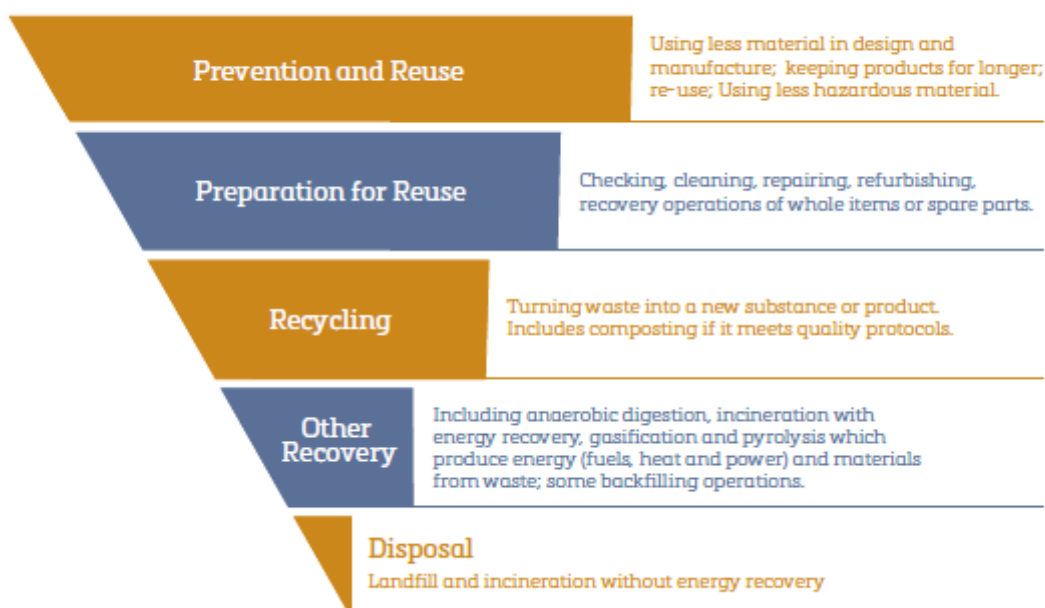 Prevention and Reuse
Using less material in design and
manufacture; keeping products for longer;
re-use; Using less hazardous material.
Preparation for Reuse
Checking, cleaning, repairing, refurbishing,
recovery operations of whole items or spare parts.
Recycling
Turning waste into a new substance or product.
Includes composting if it meets quality protocols.
Other
Recovery
Including anaerobic digestion, incineration with
energy recovery, gasification and pyrolysis which
produce energy (fuels, heat and power) and materials
from waste; some backfilling operations.
Disposal
Landfill and incineration without energy recovery